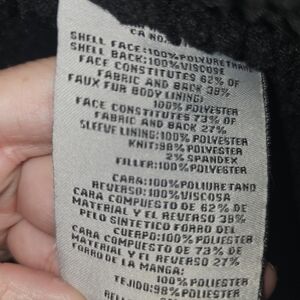 CA NO.
SHELL FACE:100%POLYURETHANE
SHELL BACK:100%VISCOSE
FACE CONSTITUTES 62% OF
FABRIC AND BACK 38%
FAUX FUR BODY(LINING)
100% POLYESTER
FACE CONSTITUTES 73% OF
FABRIC AND BACK 27%
SLEEVE LINING:100% POLYESTER
KNIT:98% POLYESTER
2% SPANDEX
FILLER:100%POLYESTER
CARA:100%POLIURETANO
REVERSO:100%VISCOSA
CARA COMPUESTO DE 62% DE
MATERIAL Y EL REVERSO 38%
PELO SINTETICO FORRO DEL
CUERPO:100%POLIESTER
CARA COMPUESTO DE 73% DE
MATERIAL Y EL REVERSO 27%
FORRO DE LA MANGA:
100% POLIESTER
TEJIDO:98% POLIESTER